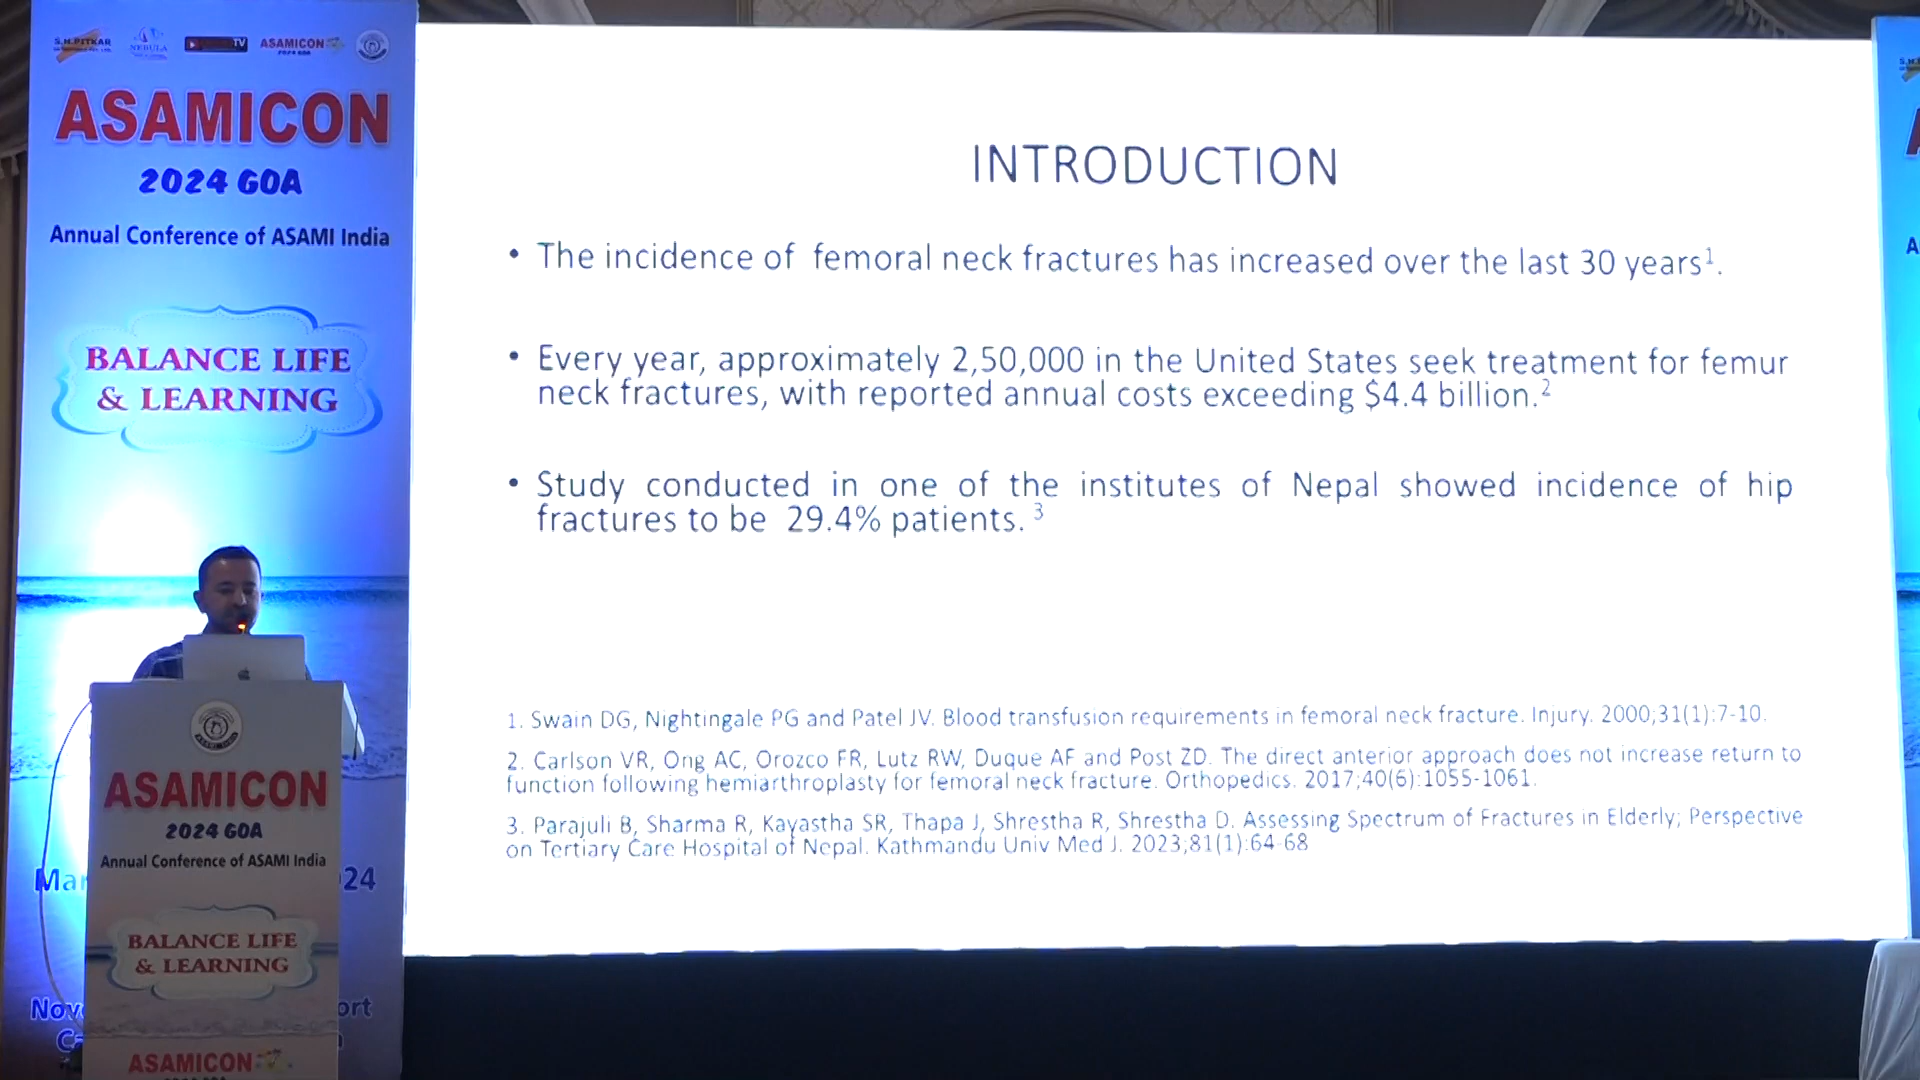 S.H.PITKAR
NEBULA
TV
ASAMICON
2024 GOA
ASAMICON
2024 GOA
Annual Conference of ASAMI India
BALANCE LIFE
& LEARNING
24
ort
ASAMICON
2024 GOA
Annual Conference of ASAMI India
BALANCE LIFE
& LEARNING
ASAMICON
INTRODUCTION
• The incidence of femoral neck fractures has increased over the last 30 years¹.
• Every year, approximately 2,50,000 in the United States seek treatment for femur
neck fractures, with reported annual costs exceeding $4.4 billion.²
• Study conducted in one of the institutes of Nepal showed incidence of hip
fractures to be 29.4% patients. ³
1. Swain DG, Nightingale PG and Patel JV. Blood transfusion requirements in femoral neck fracture. Injury. 2000;31(1):7-10.
2. Carlson VR, Ong AC, Orozco FR, Lutz RW, Duque AF and Post ZD. The direct anterior approach does not increase return to
function following hemiarthroplasty for femoral neck fracture. Orthopedics. 2017;40(6):1055-1061.
3. Parajuli B, Sharma R, Kayastha SR, Thapa J, Shrestha R, Shrestha D. Assessing Spectrum of Fractures in Elderly; Perspective
on Tertiary Care Hospital of Nepal. Kathmandu Univ Med J. 2023;81(1):64-68